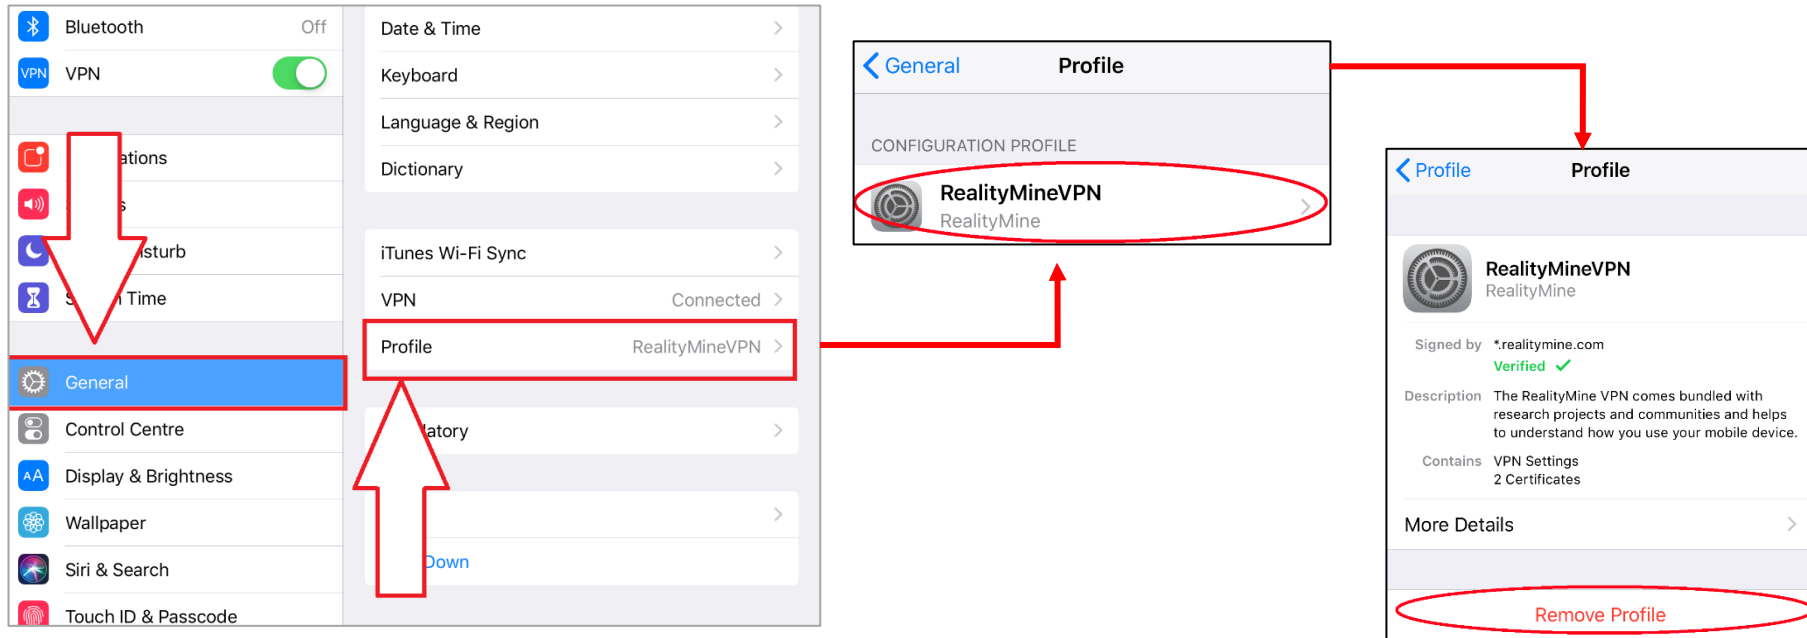 Bluetooth
Off
VPN
VPN
ations
s
isturb
S
n Time
General
Control Centre
AA
Display & Brightness
Wallpaper
Siri & Search
Touch ID & Passcode
Date & Time
Keyboard
Language & Region
Dictionary
iTunes Wi-Fi Sync
VPN
Connected
Profile
RealityMineVPN
latory
Down
General
Profile
CONFIGURATION PROFILE
RealityMineVPN
RealityMine
Profile
Profile
RealityMineVPN
RealityMine
Signed by *.realitymine.com
Verified ✓
Description The RealityMine VPN comes bundled with
research projects and communities and helps
to understand how you use your mobile device.
Contains VPN Settings
2 Certificates
More Details
Remove Profile